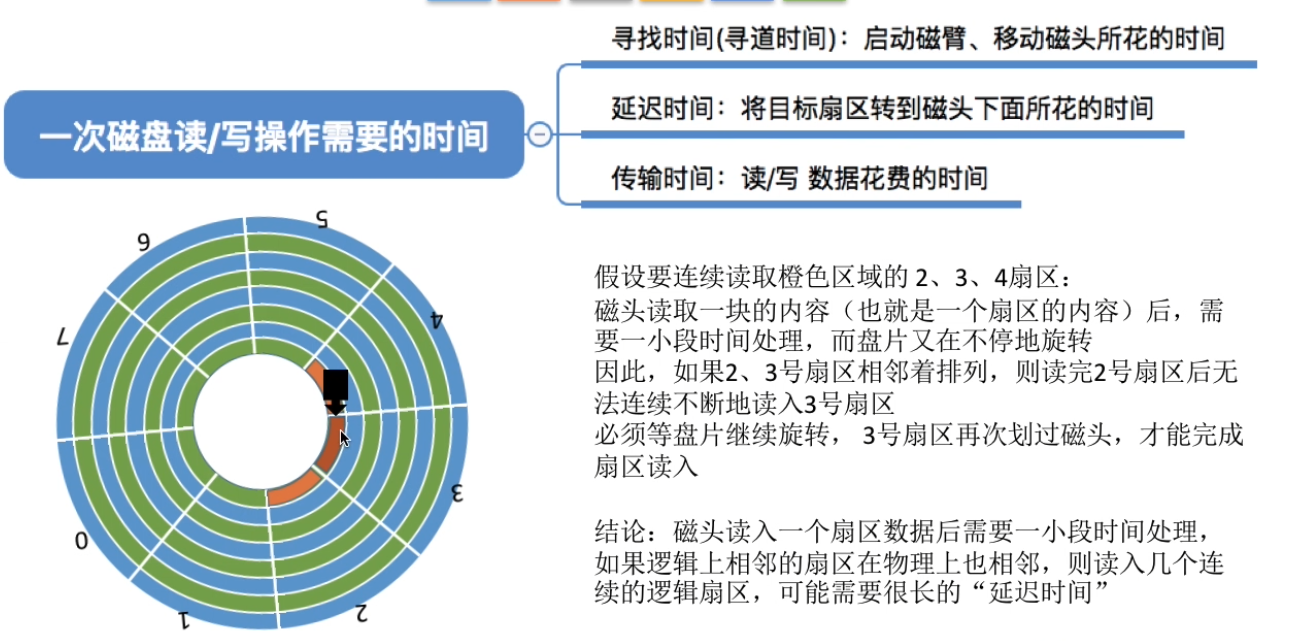 寻找时间(寻道时间)：启动磁臂、移动磁头所花的时间
一次磁盘读/写操作需要的时间
延迟时间：将目标扇区转到磁头下面所花的时间
传输时间：读/写 数据花费的时间
5
6
4
7
3
0
2
1
假设要连续读取橙色区域的 2、3、4扇区：
磁头读取一块的内容（也就是一个扇区的内容）后，需
要一小段时间处理，而盘片又在不停地旋转
因此，如果2、3号扇区相邻着排列，则读完2号扇区后无
法连续不断地读入3号扇区
必须等盘片继续旋转， 3号扇区再次划过磁头，才能完成
扇区读入
结论：磁头读入一个扇区数据后需要一小段时间处理，
如果逻辑上相邻的扇区在物理上也相邻，则读入几个连
续的逻辑扇区，可能需要很长的“延迟时间”